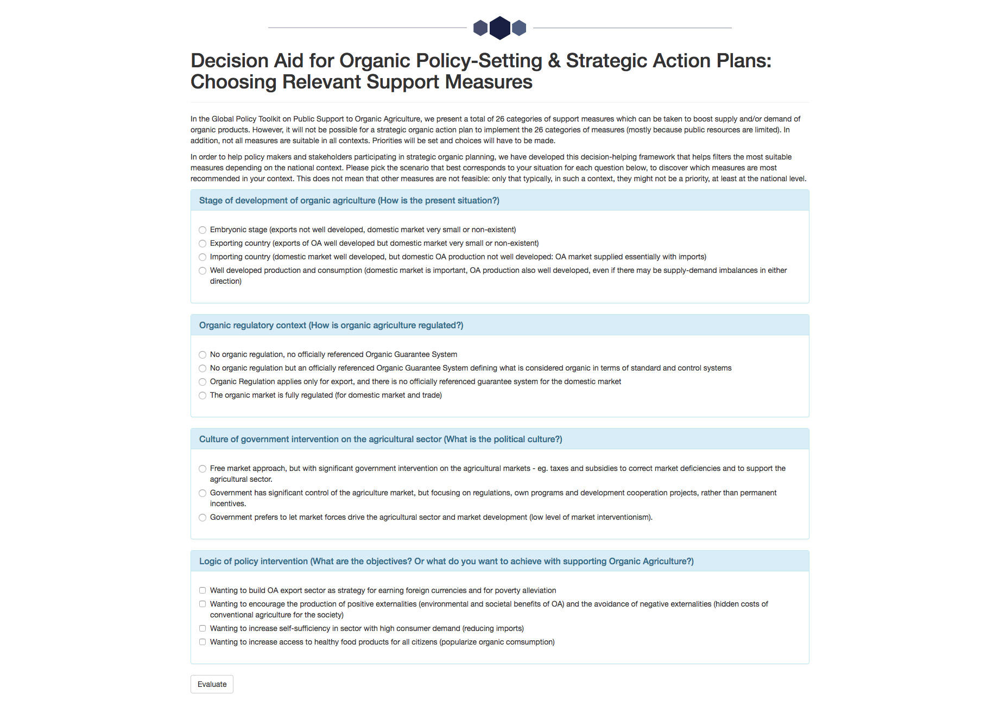 Decision Aid for Organic Policy-Setting & Strategic Action Plans:
Choosing Relevant Support Measures
In the Global Policy Toolkit on Public Support to Organic Agriculture, we present a total of 26 categories of support measures which can be taken to boost supply and/or demand of
organic products. However, it will not be possible for a strategic organic action plan to implement the 26 categories of measures (mostly because public resources are limited). In
addition, not all measures are suitable in all contexts. Priorities will be set and choices will have to be made.
In order to help policy makers and stakeholders participating in strategic organic planning, we have developed this decision-helping framework that helps filters the most suitable
measures depending on the national context. Please pick the scenario that best corresponds to your situation for each question below, to discover which measures are most
recommended in your context. This does not mean that other measures are not feasible: only that typically, in such a context, they might not be a priority, at least at the national level.
Stage of development of organic agriculture (How is the present situation?)
Embryonic stage (exports not well developed, domestic market very small or non-existent)
Exporting country (exports of OA well developed but domestic market very small or non-existent)
Importing country (domestic market well developed, but domestic OA production not well developed: OA market supplied essentially with imports)
Well developed production and consumption (domestic market is important, OA production also well developed, even if there may be supply-demand imbalances in either
direction)
Organic regulatory context (How is organic agriculture regulated?)
No organic regulation, no officially referenced Organic Guarantee System
No organic regulation but an officially referenced Organic Guarantee System defining what is considered organic in terms of standard and control systems
Organic Regulation applies only for export, and there is no officially referenced guarantee system for the domestic market
The organic market is fully regulated (for domestic market and trade)
Culture of government intervention on the agricultural sector (What is the political culture?)
Free market approach, but with significant government intervention on the agricultural markets - eg. taxes and subsidies to correct market deficiencies and to support the
agricultural sector.
Government has significant control of the agriculture market, but focusing on regulations, own programs and development cooperation projects, rather than permanent
incentives.
Government prefers to let market forces drive the agricultural sector and market development (low level of market interventionism).
Logic of policy intervention (What are the objectives? Or what do you want to achieve with supporting Organic Agriculture?)
Wanting to build OA export sector as strategy for earning foreign currencies and for poverty alleviation
Wanting to encourage the production of positive externalities (environmental and societal benefits of OA) and the avoidance of negative externalities (hidden costs of
conventional agriculture for the society)
Wanting to increase self-sufficiency in sector with high consumer demand (reducing imports)
Wanting to increase access to healthy food products for all citizens (popularize organic comsumption)
Evaluate